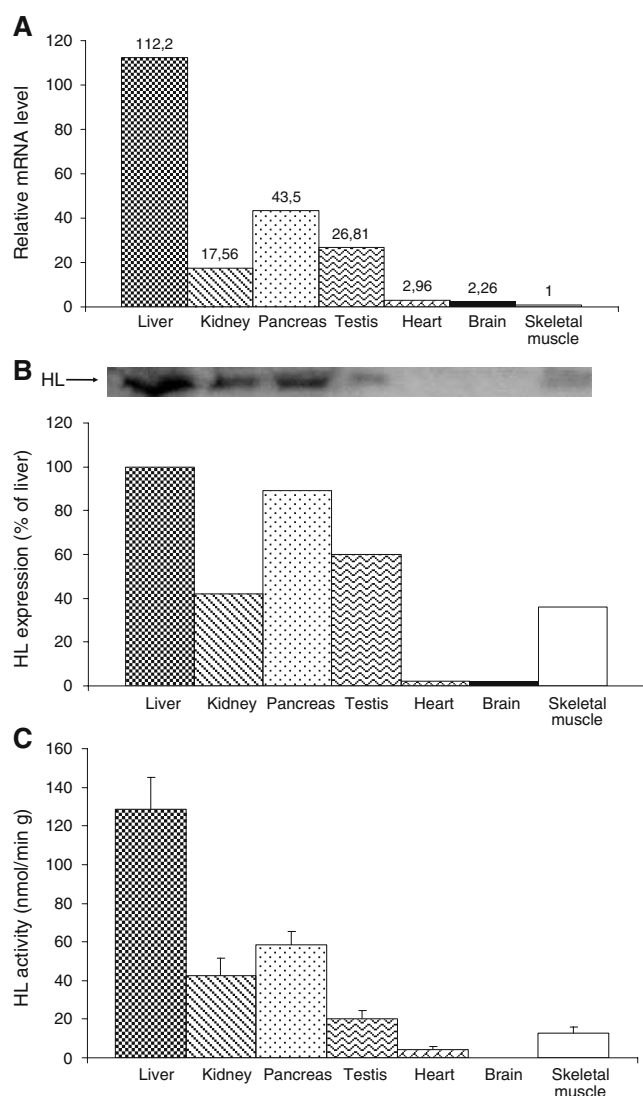 A
Relative mRNA level
120
100
80
60
40
20
0
112,2
17,56
43,5
26,81
2,96
2,26
1
Liver Kidney Pancreas Testis Heart Brain Skeletal
muscle
B
HL
HL expression (% of liver)
120
100
80
60
40
20
0
Liver Kidney Pancreas Testis Heart Brain Skeletal
muscle
C
HL activity (nmol/min g)
160
140
120
100
80
60
40
20
0
Liver Kidney Pancreas Testis Heart Brain Skeletal
muscle